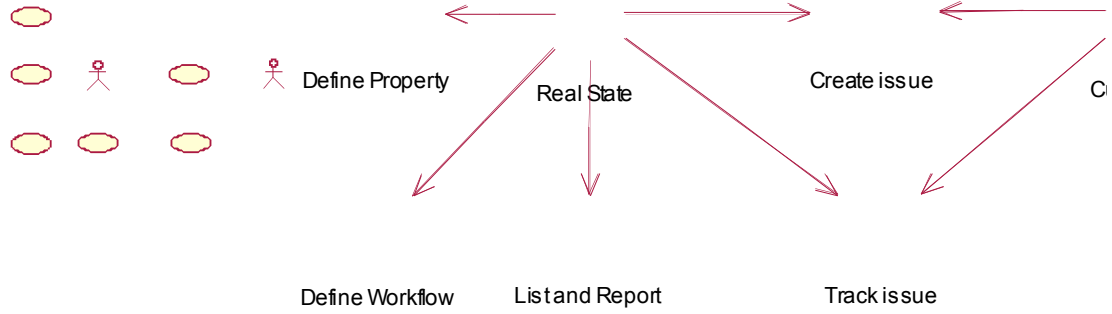 Define Property
Real State
Create issue
Define Workflow
List and Report
Track issue